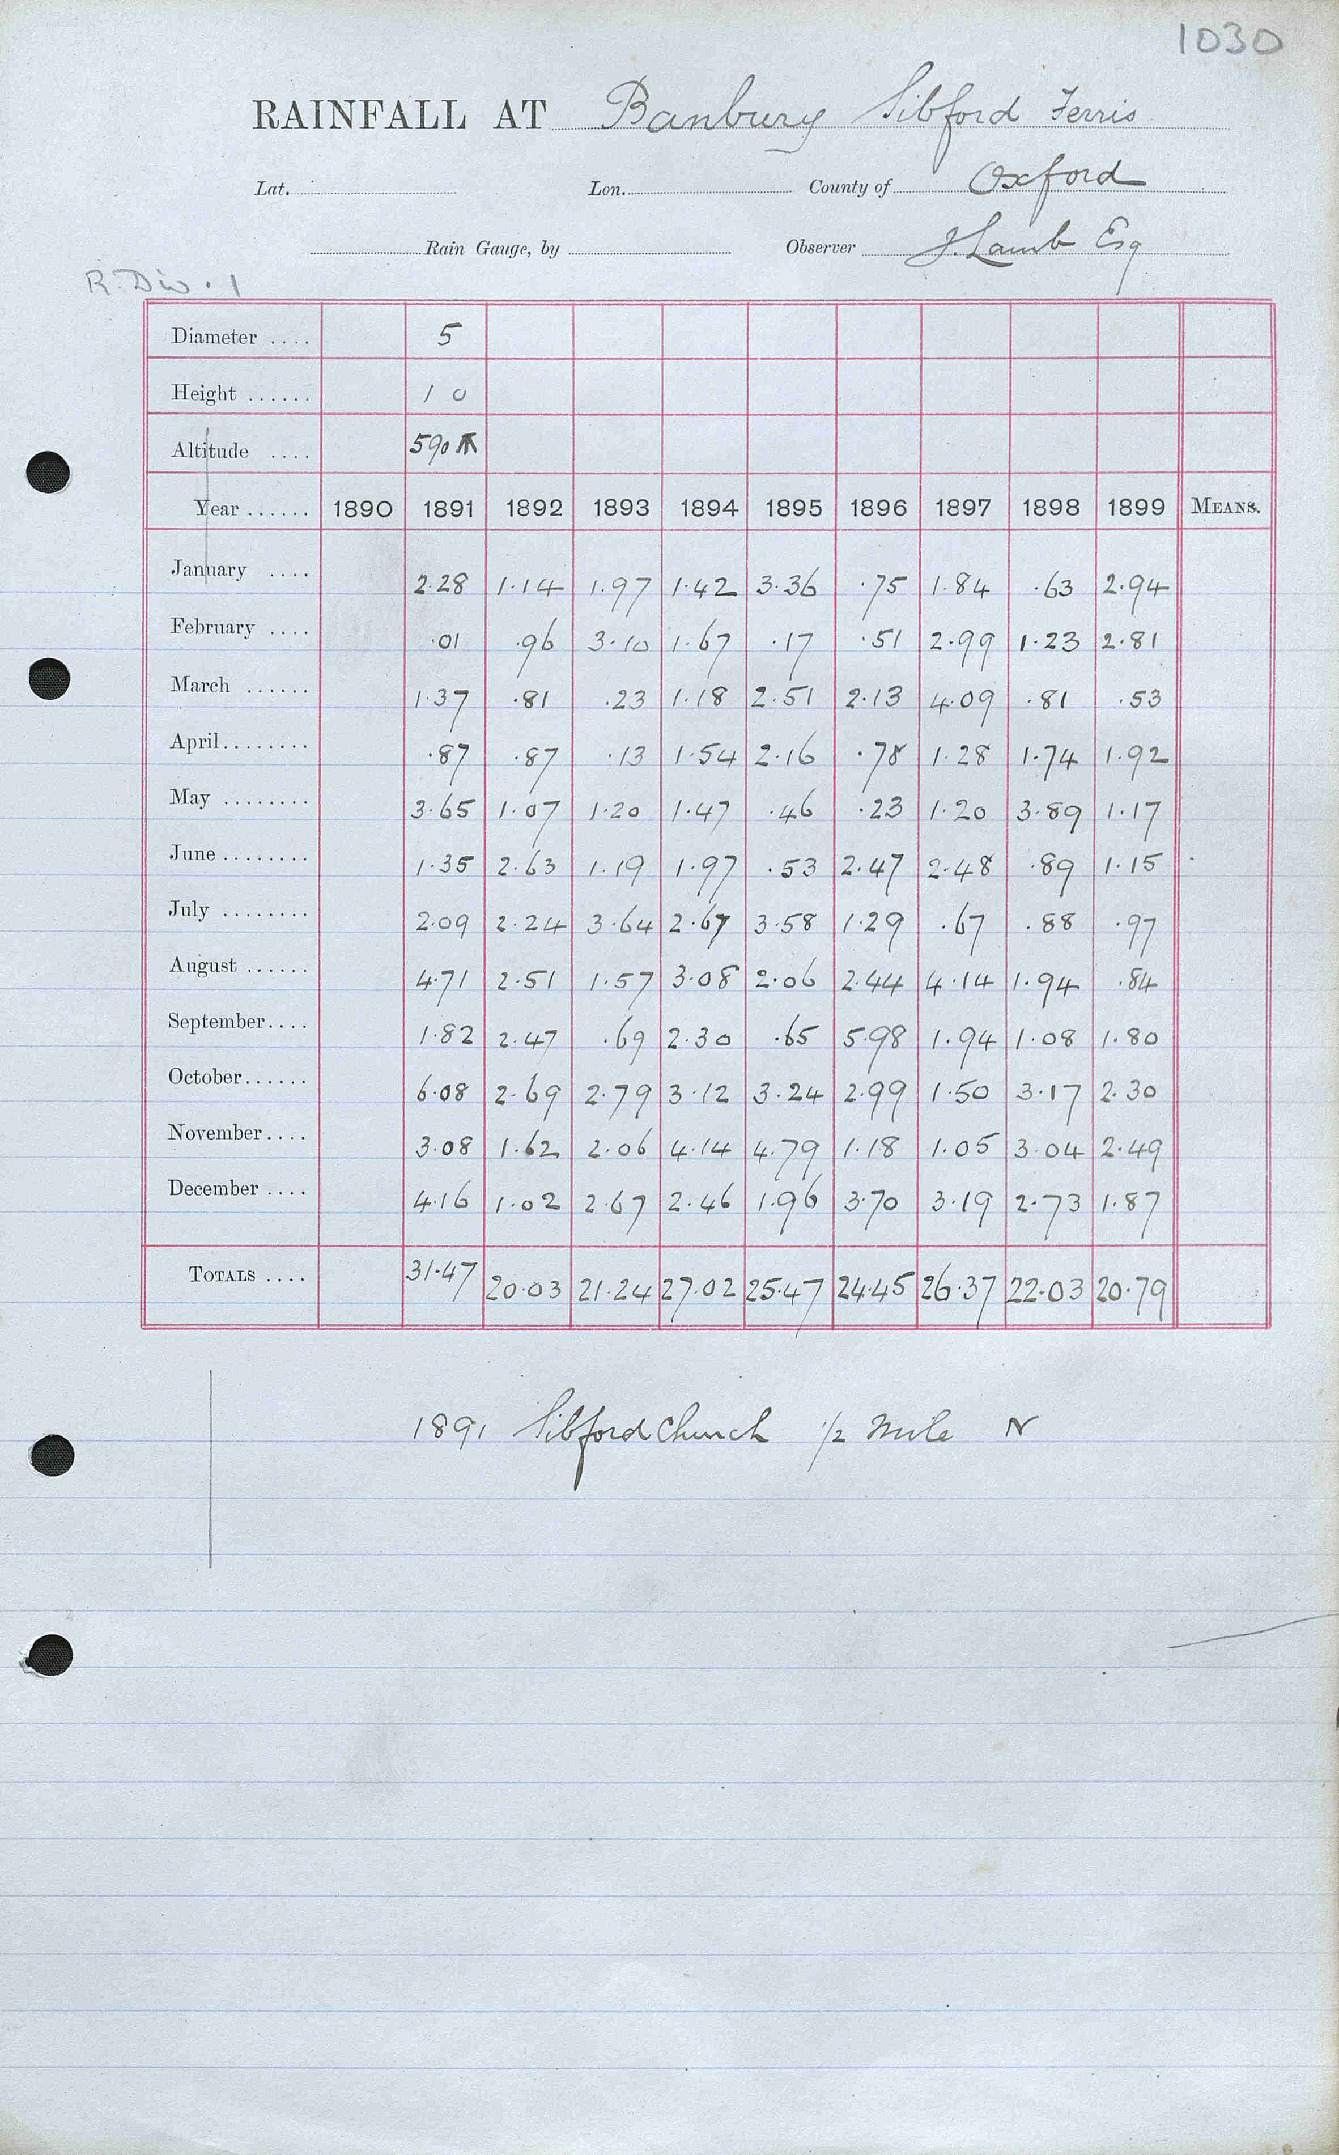 1030
RAINFALL AT Banbury Sibford Ferris
Lat. Lon. County of Oxford
Rain Gauge, by Observer J. Lamb Esq
R. Div. 1
Diameter .... 5
Height ...... 1 0
Altitude .... 590
Year ...... 1890 1891 1892 1893 1894 1895 1896 1897 1898 1899 MEANS.
January .... 2.28 1.14 1.97 1.42 3.36 .75 1.84 .63 2.94
February .... .01 .96 3.10 1.67 .17 .51 2.99 1.23 2.81
March ...... 1.37 .81 .23 1.18 2.51 2.13 4.09 .81 .53
April........ .87 .87 .13 1.54 2.16 .78 1.28 1.74 1.92
May ........ 3.65 1.07 1.20 1.47 .46 .23 1.20 3.89 1.17
June ........ 1.35 2.63 1.19 1.97 .53 2.47 2.48 .89 1.15
July ........ 2.09 2.24 3.64 2.67 3.58 1.29 .67 .88 .97
August ...... 4.71 2.51 1.57 3.08 2.06 2.44 4.14 1.94 .84
September.... 1.82 2.47 .69 2.30 .65 5.98 1.94 1.08 1.80
October...... 6.08 2.69 2.79 3.12 3.24 2.99 1.50 3.17 2.30
November.... 3.08 1.62 2.06 4.14 4.79 1.18 1.05 3.04 2.49
December .... 4.16 1.02 2.67 2.46 1.96 3.70 3.19 2.73 1.87
TOTALS .... 31.47 20.03 21.24 27.02 25.47 24.45 26.37 22.03 20.79
1891 Sibford Church 1/2 Mile N